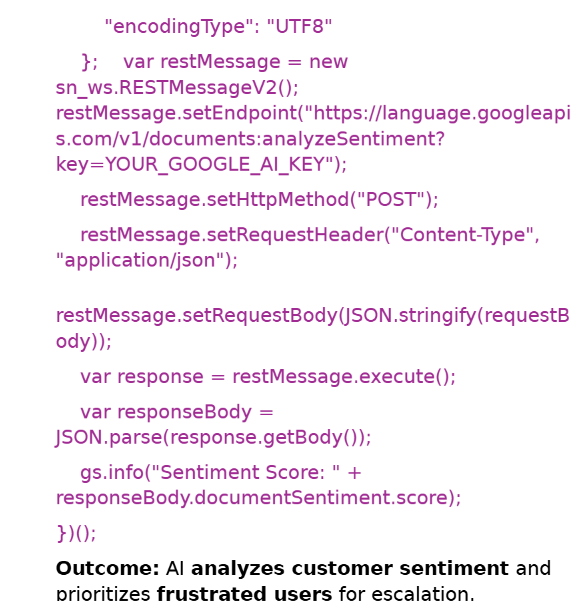 "encodingType": "UTF8"
};    var restMessage = new
sn_ws.RESTMessageV2();
restMessage.setEndpoint("https://language.googleapi
s.com/v1/documents:analyzeSentiment?
key=YOUR_GOOGLE_AI_KEY");
restMessage.setHttpMethod("POST");
restMessage.setRequestHeader("Content-Type",
"application/json");
restMessage.setRequestBody(JSON.stringify(requestB
ody));
var response = restMessage.execute();
var responseBody =
JSON.parse(response.getBody());
gs.info("Sentiment Score: " +
responseBody.documentSentiment.score);
})();
Outcome: AI analyzes customer sentiment and
prioritizes frustrated users for escalation.